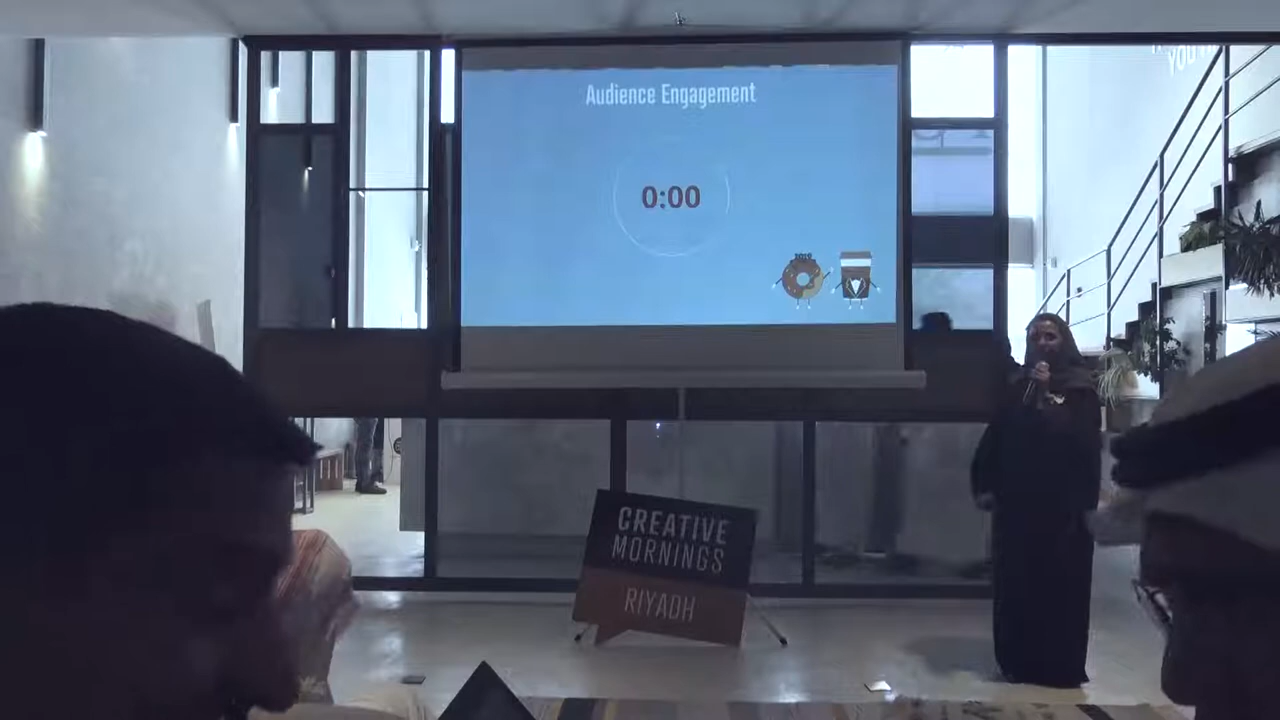 Audience Engagement
0:00
CREATIVE
MORNINGS
RIYADH